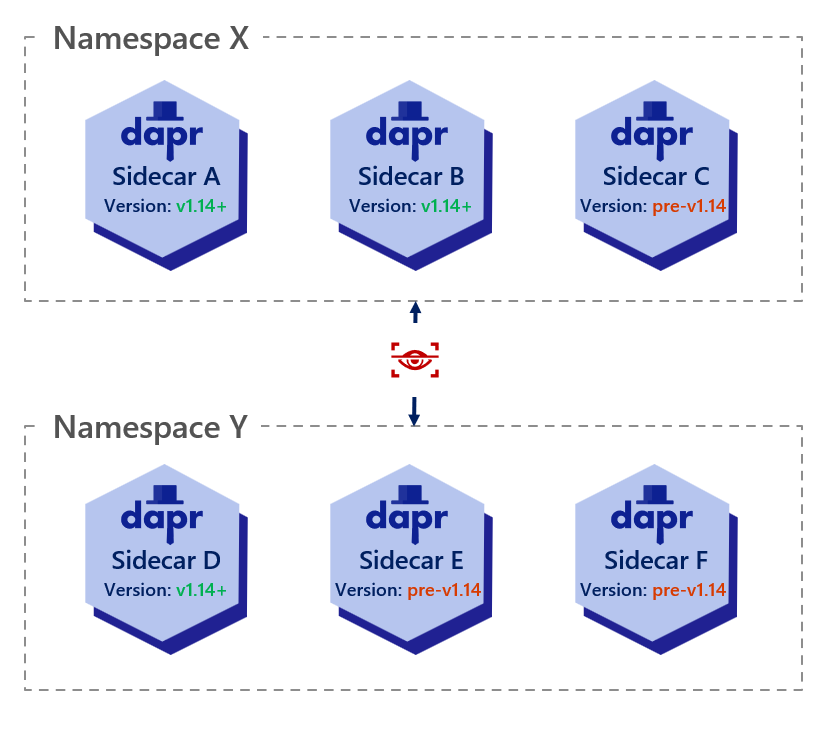 Namespace X
dapr
Sidecar A
Version: v1.14+
dapr
Sidecar B
Version: v1.14+
dapr
Sidecar C
Version: pre-v1.14
Namespace Y
dapr
Sidecar D
Version: v1.14+
dapr
Sidecar E
Version: pre-v1.14
dapr
Sidecar F
Version: pre-v1.14